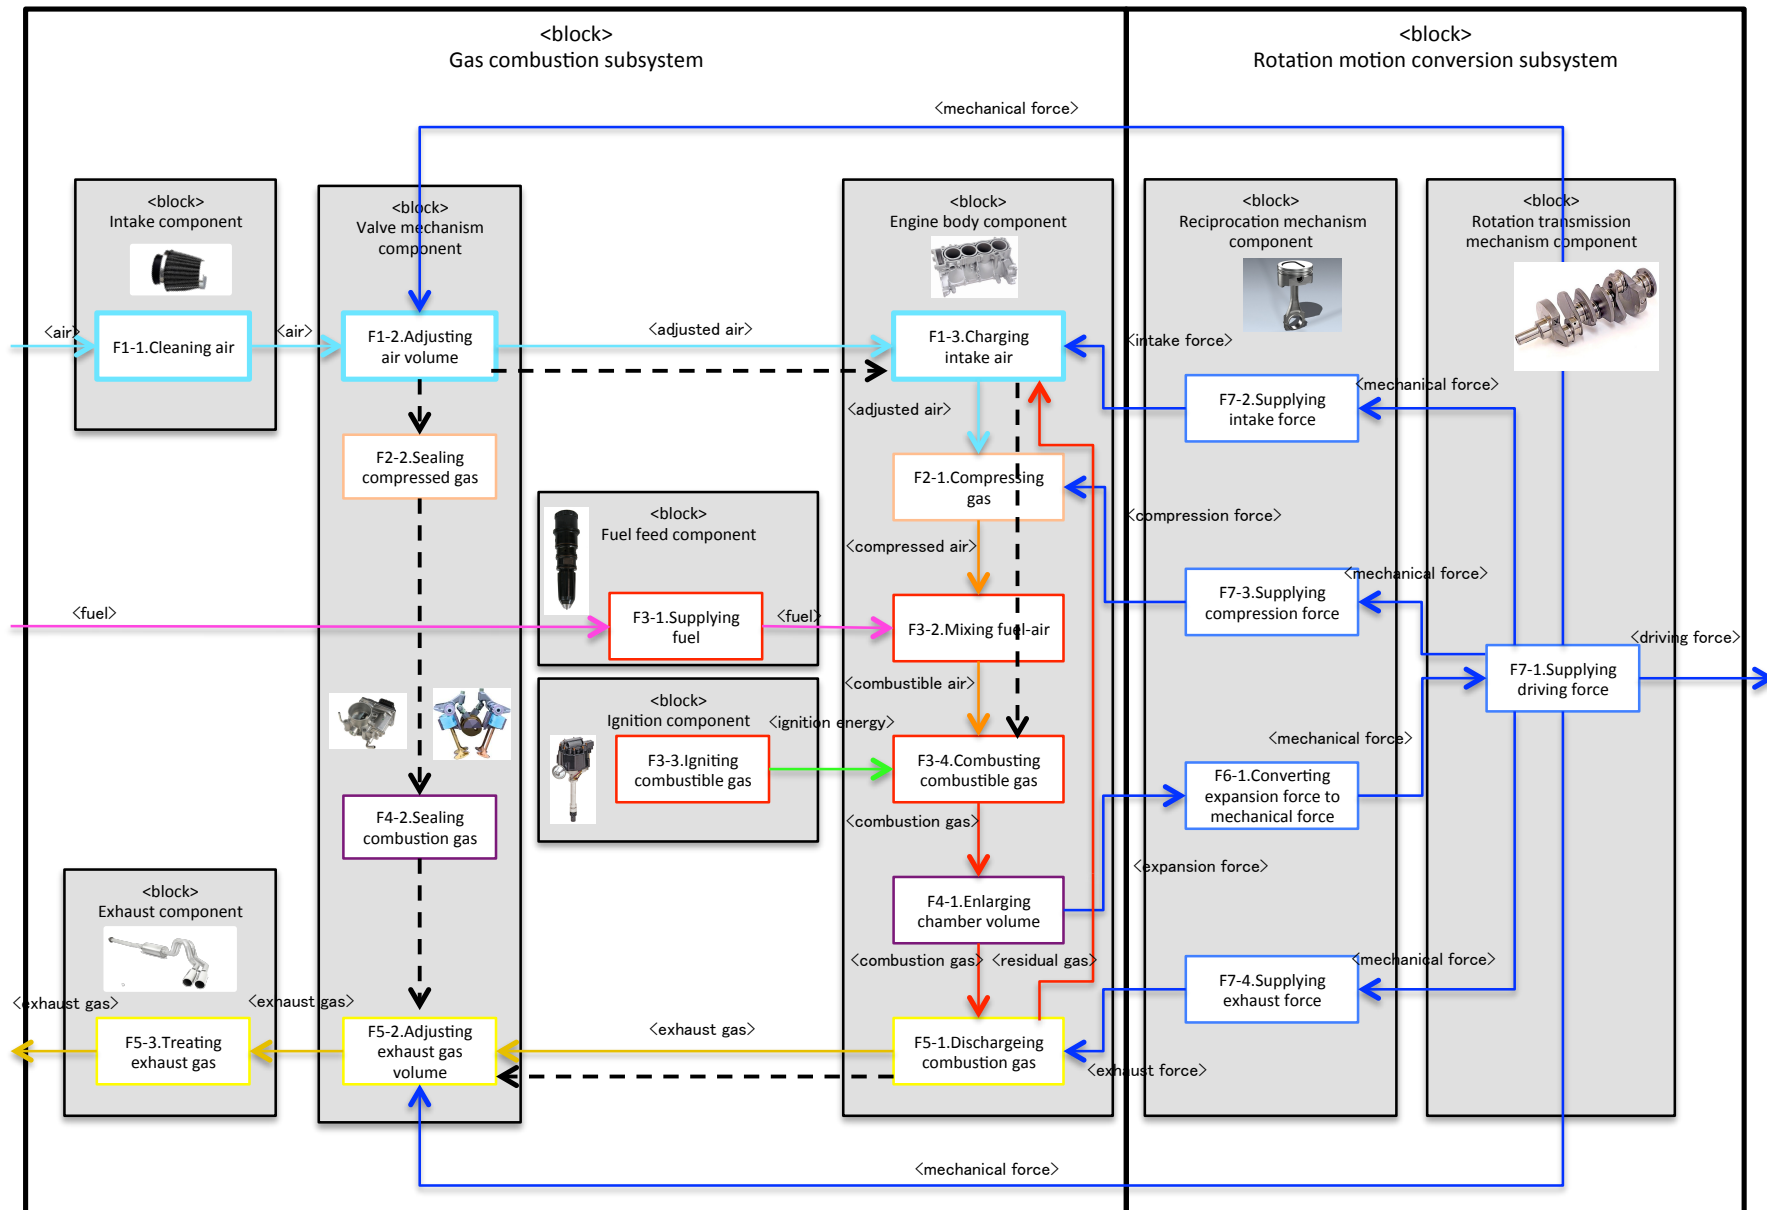 <block>
Gas combustion subsystem
<block>
Rotation motion conversion subsystem
<mechanical force>
<block>
Intake component
<block>
Valve mechanism
component
<block>
Engine body component
<block>
Reciprocation mechanism
component
<block>
Rotation transmission
mechanism component
<air>
F1-1.Cleaning air
<air>
F1-2.Adjusting
air volume
<adjusted air>
F1-3.Charging
intake air
<intake force>
<mechanical force>
F7-2.Supplying
intake force
<adjusted air>
F2-2.Sealing
compressed gas
F2-1.Compressing
gas
<compression force>
<block>
Fuel feed component
<compressed air>
<mechanical force>
F7-3.Supplying
compression force
<fuel>
F3-1.Supplying
fuel
<fuel>
F3-2.Mixing fuel-air
<driving force>
F7-1.Supplying
driving force
<combustible air>
<block>
Ignition component
<ignition energy>
<mechanical force>
F3-3.Igniting
combustible gas
F3-4.Combusting
combustible gas
F6-1.Converting
expansion force to
mechanical force
F4-2.Sealing
combustion gas
<combustion gas>
<expansion force>
<block>
Exhaust component
F4-1.Enlarging
chamber volume
<combustion gas>
<residual gas>
<mechanical force>
F7-4.Supplying
exhaust force
<exhaust gas>
F5-3.Treating
exhaust gas
<exhaust gas>
F5-2.Adjusting
exhaust gas
volume
<exhaust gas>
F5-1.Dischargeing
combustion gas
<exhaust force>
<mechanical force>